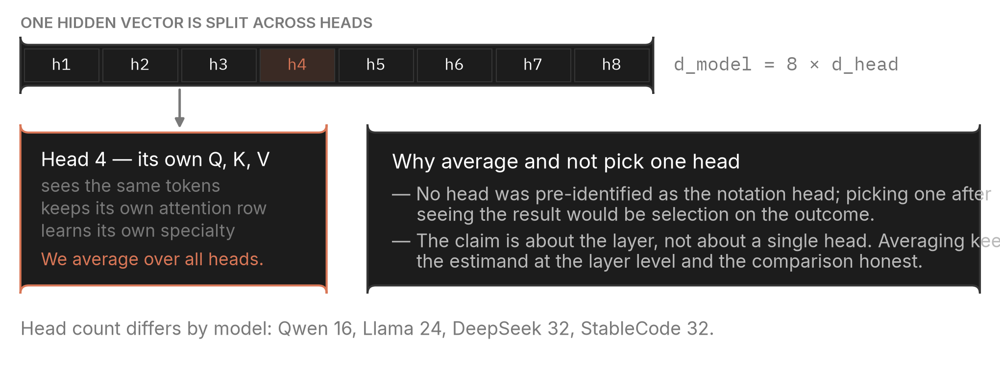 ONE HIDDEN VECTOR IS SPLIT ACROSS HEADS
h1 h2 h3 h4 h5 h6 h7 h8
d_model = 8 × d_head
Head 4 — its own Q, K, V
sees the same tokens
keeps its own attention row
learns its own specialty
We average over all heads.
Why average and not pick one head
— No head was pre-identified as the notation head; picking one after
seeing the result would be selection on the outcome.
— The claim is about the layer, not about a single head. Averaging
the estimand at the layer level and the comparison honest.
Head count differs by model: Qwen 16, Llama 24, DeepSeek 32, StableCode 32.